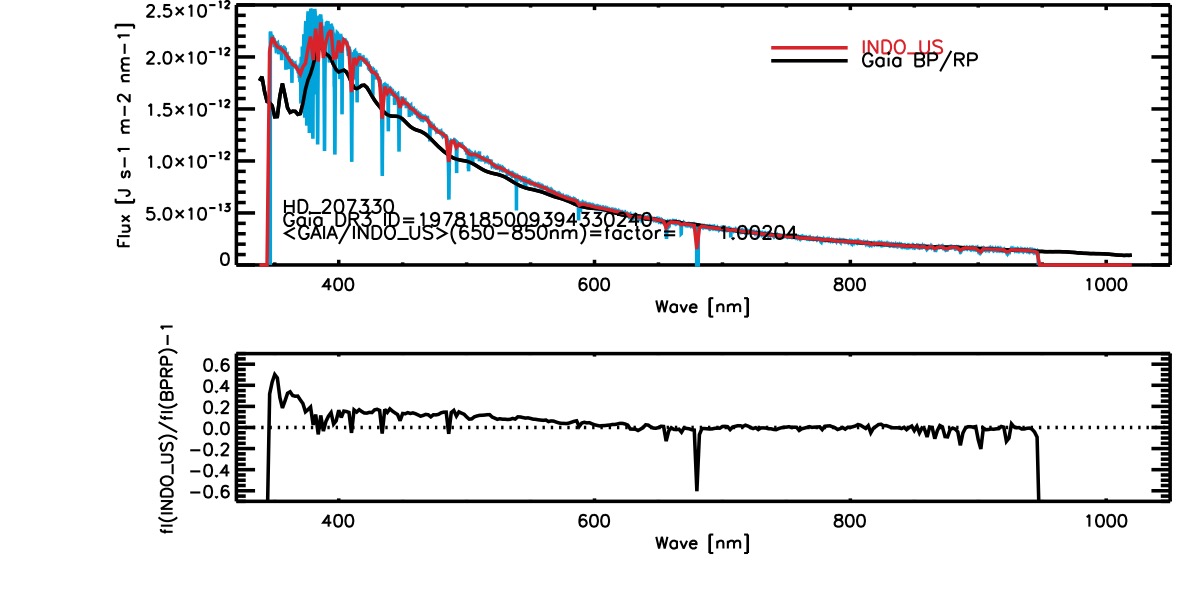 2.5×10−12
2.0×10−12
1.5×10−12
1.0×10−12
5.0×10−13
0
Flux [J s−1 m−2 nm−1]
INDO_US
Gaia BP/RP
HD_207330
Gaia DR3 ID=1978185009394330240
<GAIA/INDO_US>(650−850nm)=factor= 1.00204
400 600 800 1000
Wave [nm]
fl(INDO_US)/fl(BPRP)−1
0.6
0.4
0.2
0.0
−0.2
−0.4
−0.6
400 600 800 1000
Wave [nm]